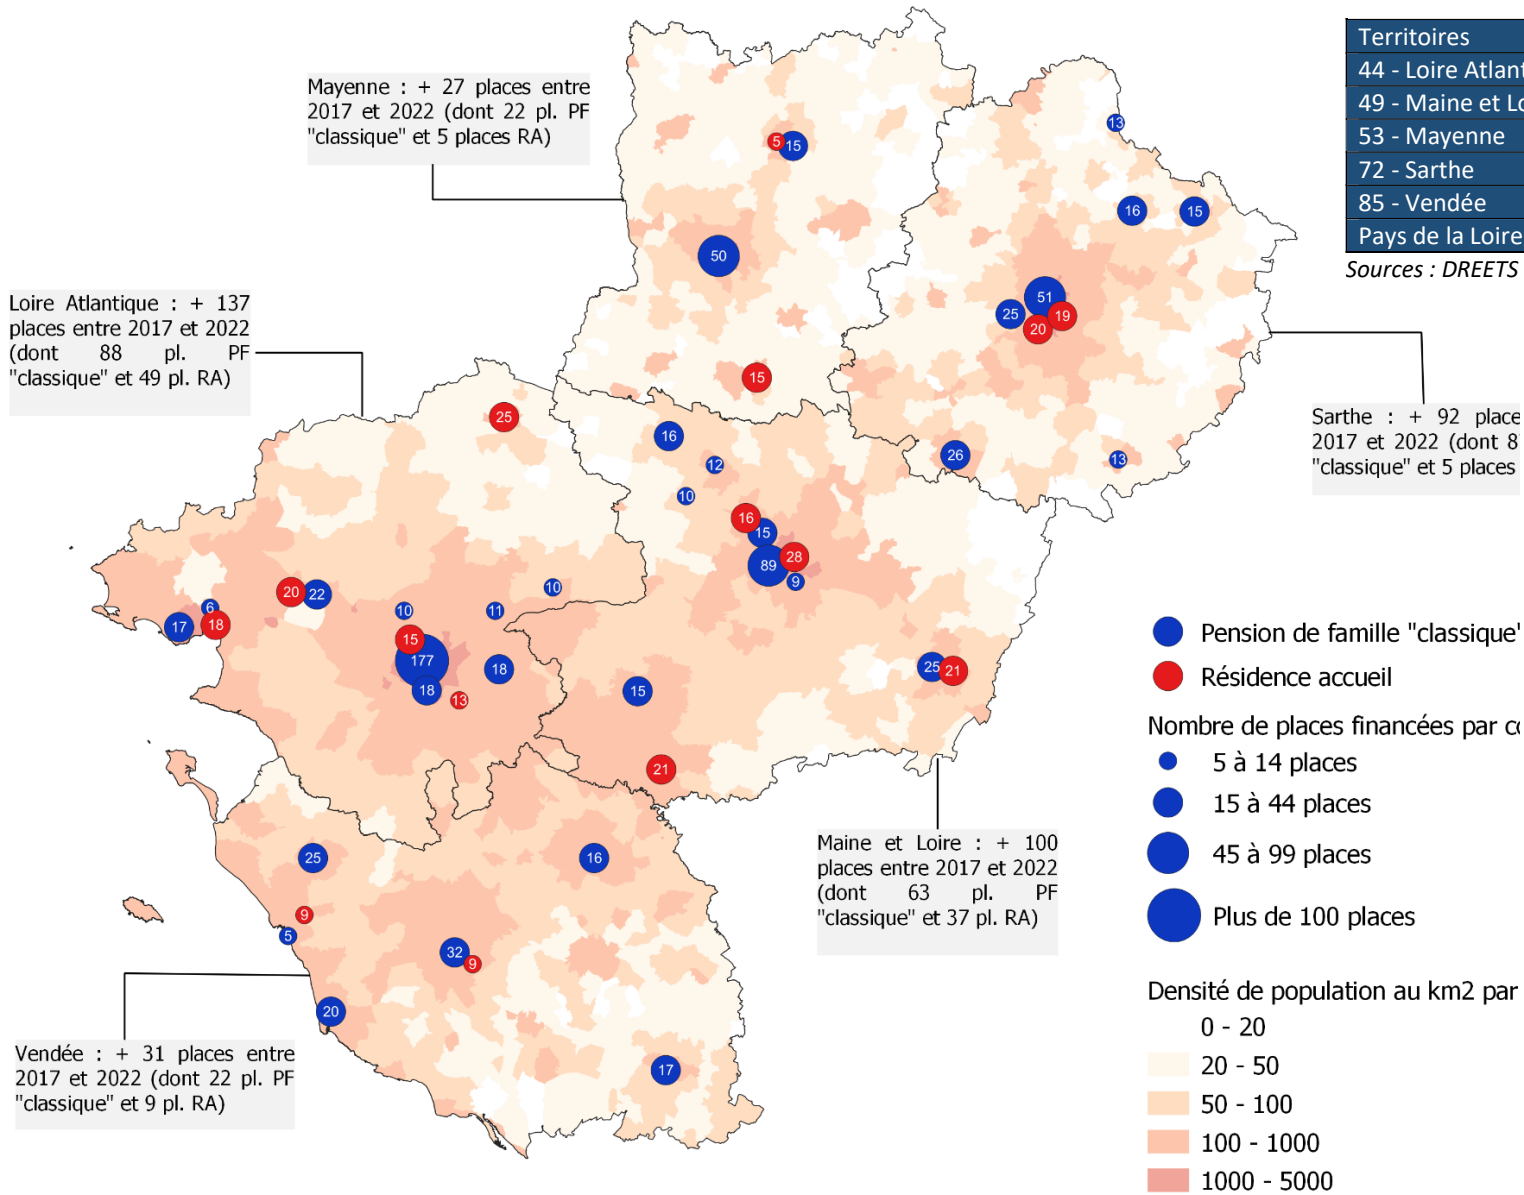 Territoires
44 - Loire Atlant
49 - Maine et Lo
53 - Mayenne
72 - Sarthe
85 - Vendée
Pays de la Loire
Sources : DREETS
Mayenne : + 27 places entre
2017 et 2022 (dont 22 pl. PF
"classique" et 5 places RA)
Loire Atlantique : + 137
places entre 2017 et 2022
(dont 88 pl. PF
"classique" et 49 pl. RA)
Sarthe : + 92 place
2017 et 2022 (dont 8
"classique" et 5 places
Maine et Loire : + 100
places entre 2017 et 2022
(dont 63 pl. PF
"classique" et 37 pl. RA)
Vendée : + 31 places entre
2017 et 2022 (dont 22 pl. PF
"classique" et 9 pl. RA)
13
5
15
16
15
50
51
25
19
20
15
25
16
26
13
12
10
16
15
28
89
9
20
22
10
6
10
11
17
18
15
177
18
18
13
25
21
15
21
25
16
9
5
32
9
20
17
Pension de famille "classique"
Résidence accueil
Nombre de places financées par co
5 à 14 places
15 à 44 places
45 à 99 places
Plus de 100 places
Densité de population au km2 par
0 - 20
20 - 50
50 - 100
100 - 1000
1000 - 5000